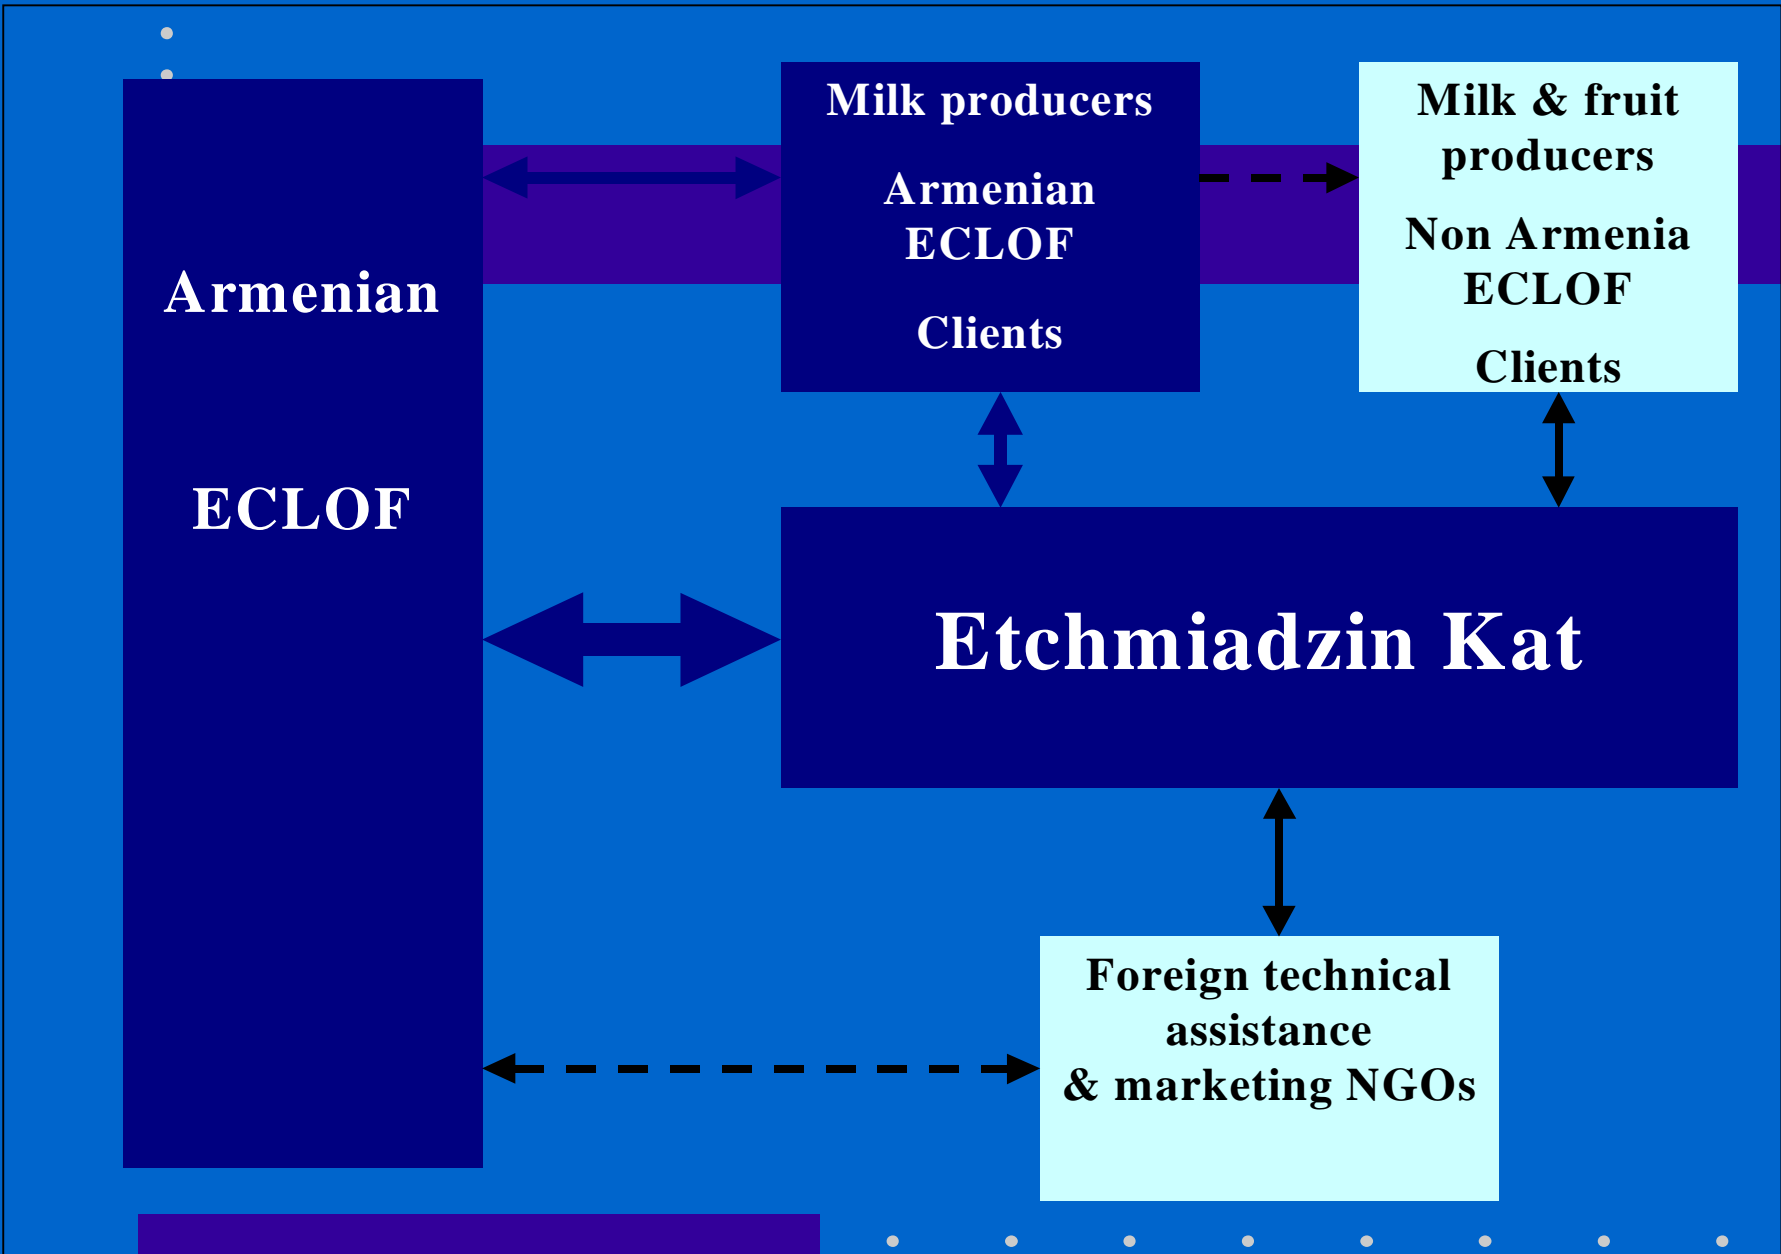 Armenian
ECLOF
Milk producers
Armenian
ECLOF
Clients
Milk & fruit
producers
Non Armenia
ECLOF
Clients
Etchmiadzin Kat
Foreign technical
assistance
& marketing NGOs